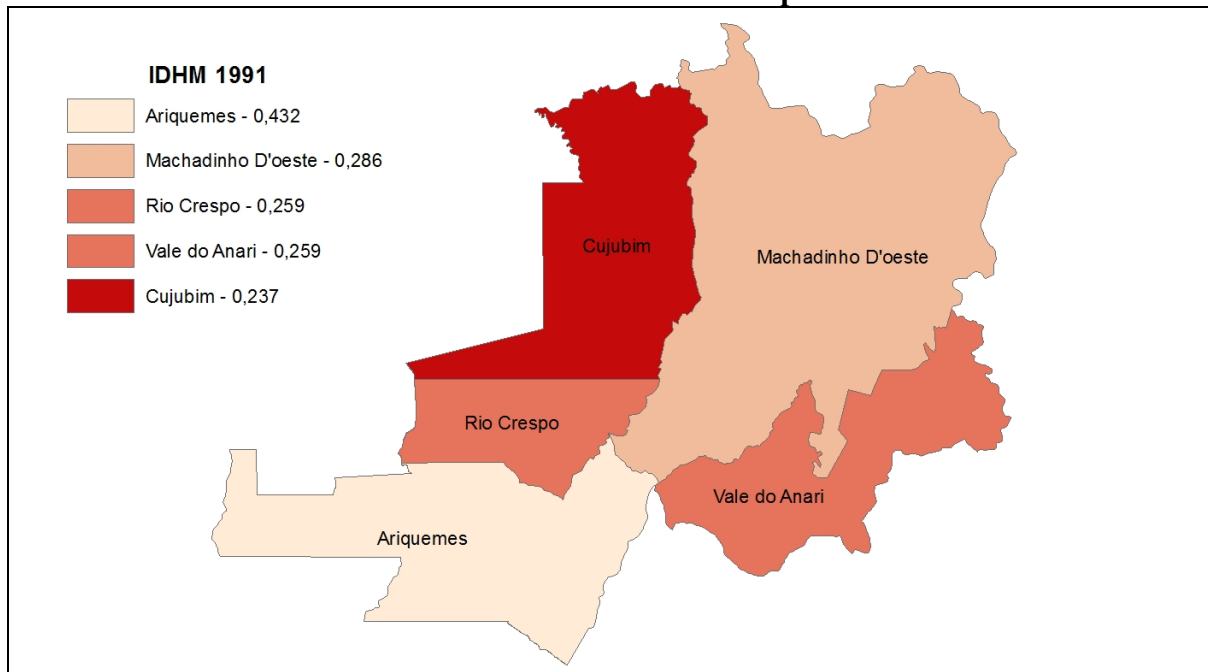 IDHM 1991
Ariquemes - 0,432
Machadinho D'oeste - 0,286
Rio Crespo - 0,259
Vale do Anari - 0,259
Cujubim - 0,237
Cujubim
Machadinho D'oeste
Rio Crespo
Vale do Anari
Ariquemes